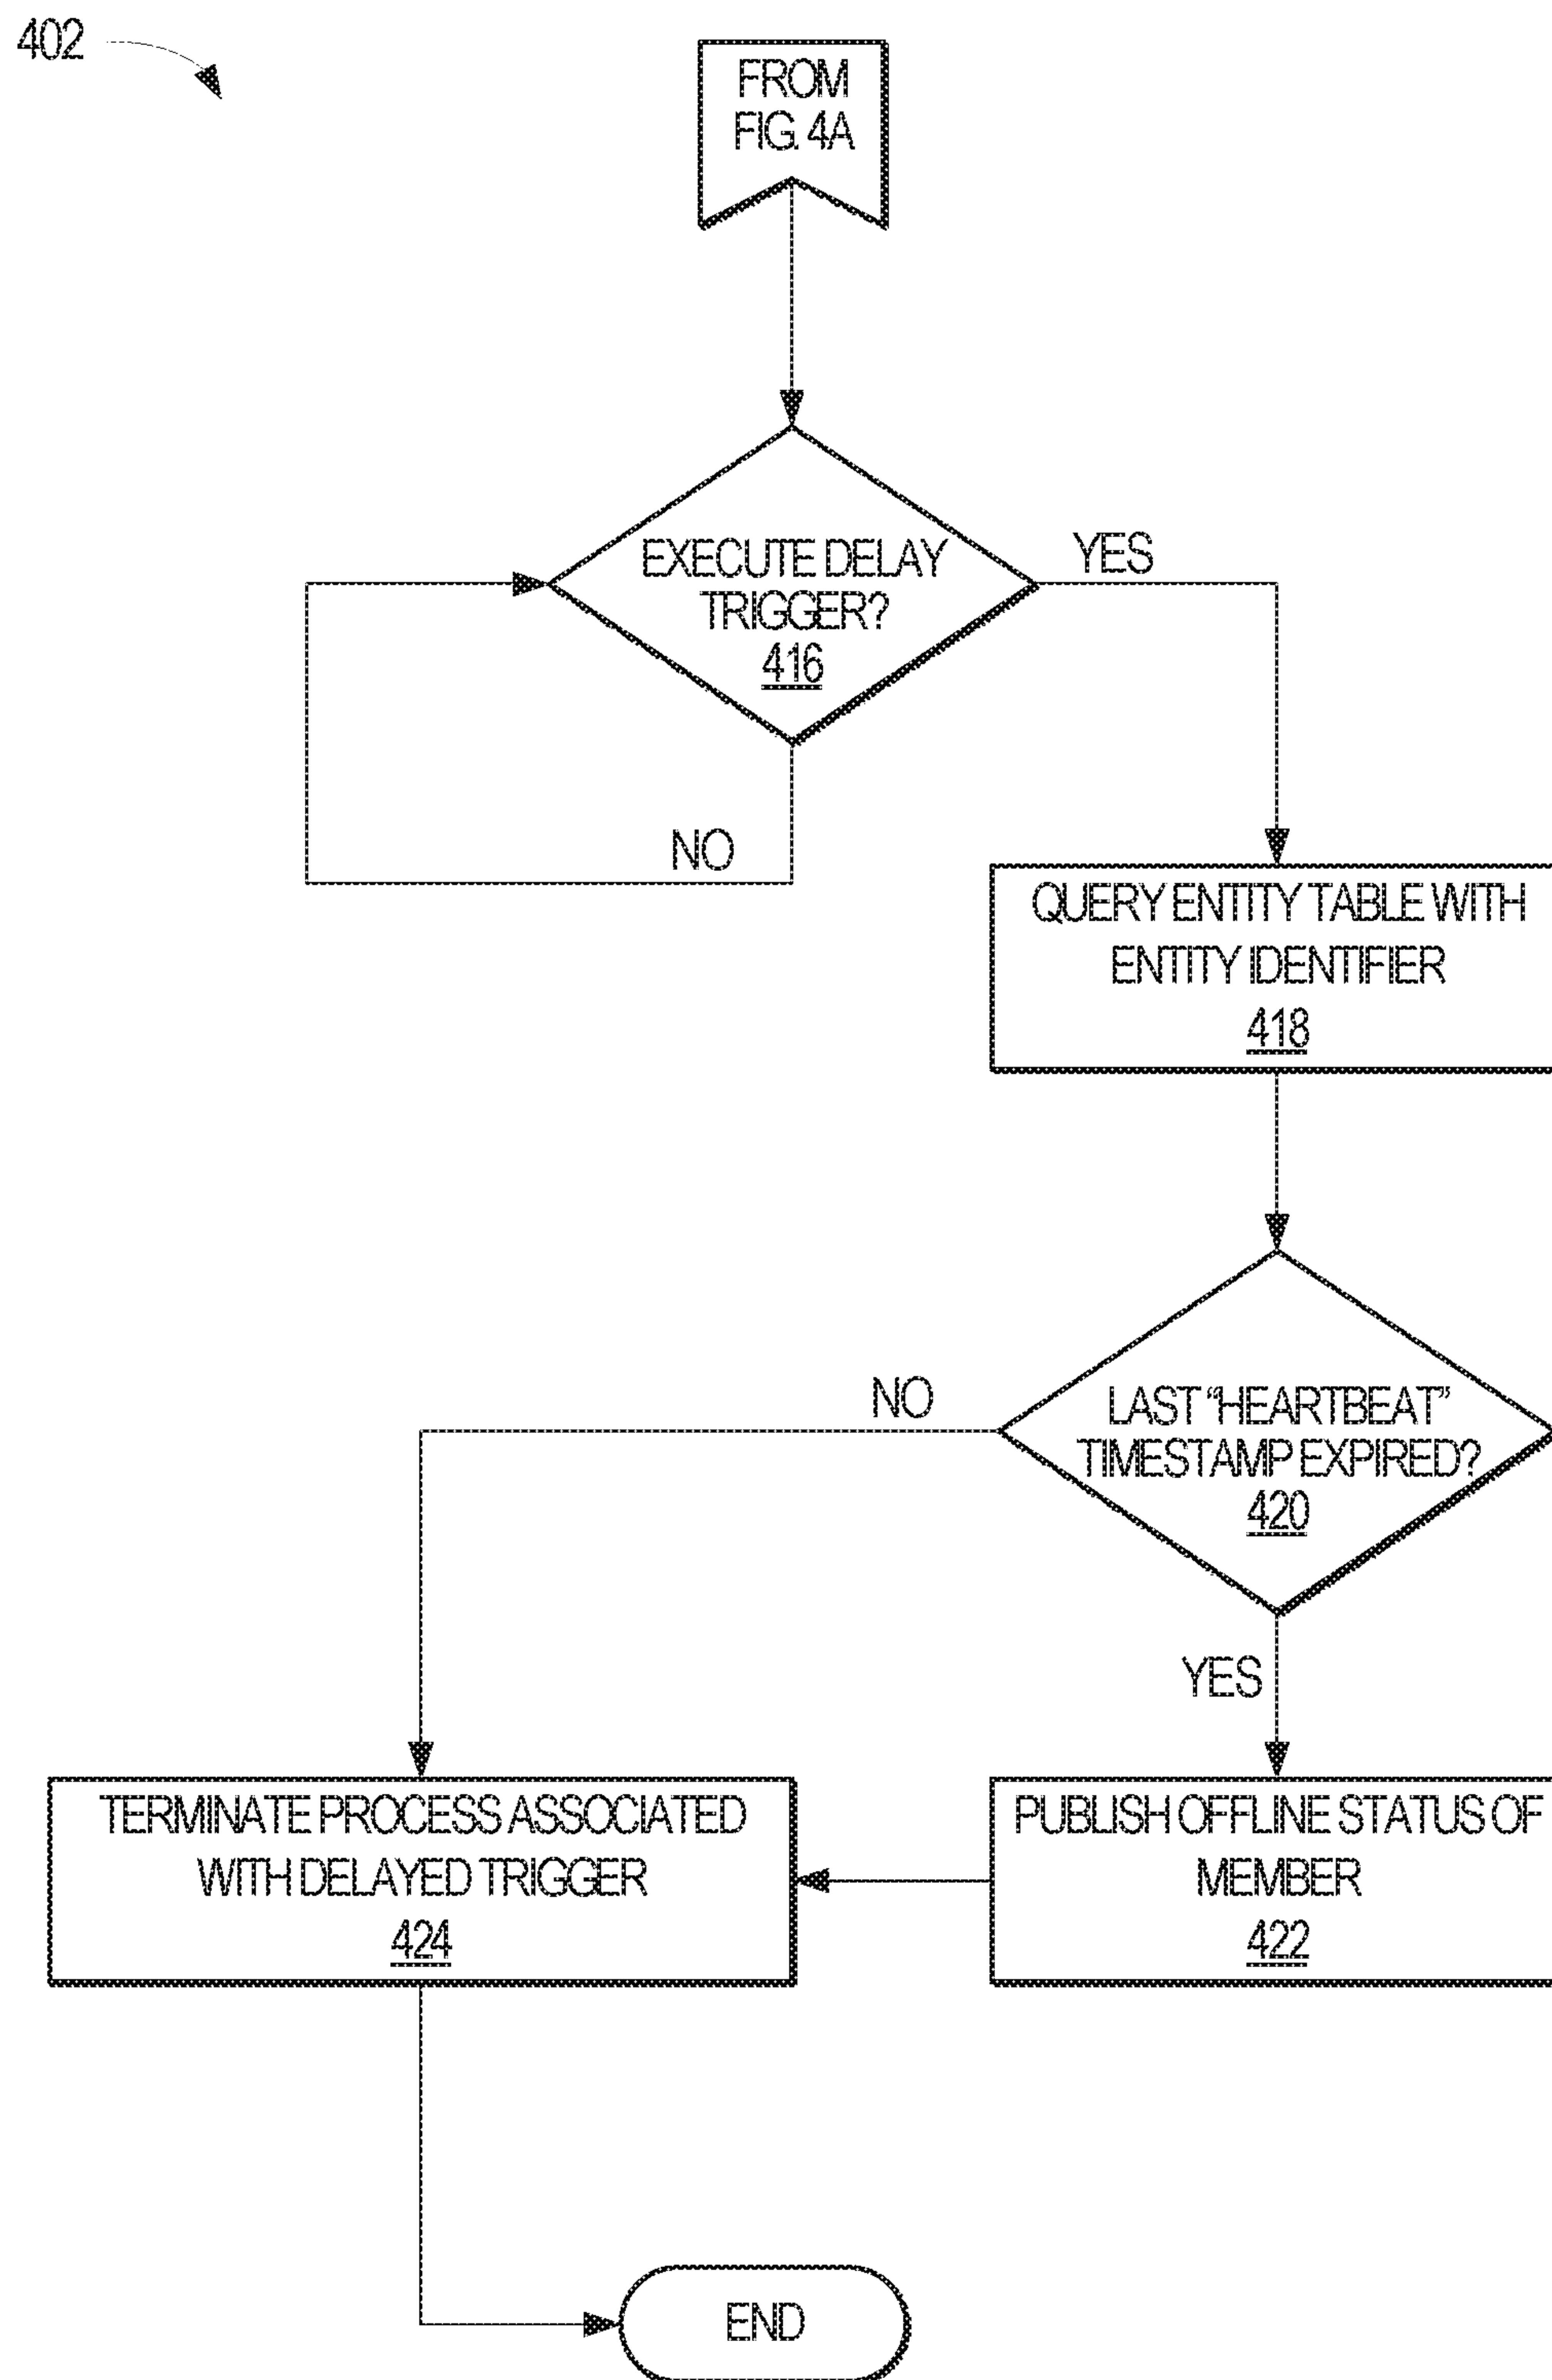 402
FROM
FIG. 4A
EXECUTE DELAY
TRIGGER?
416
YES
NO
QUERY ENTITY TABLE WITH
ENTITY IDENTIFIER
418
LAST “HEARTBEAT”
TIMESTAMP EXPIRED?
420
NO
YES
TERMINATE PROCESS ASSOCIATED
WITH DELAYED TRIGGER
424
PUBLISH OFFLINE STATUS OF
MEMBER
422
END